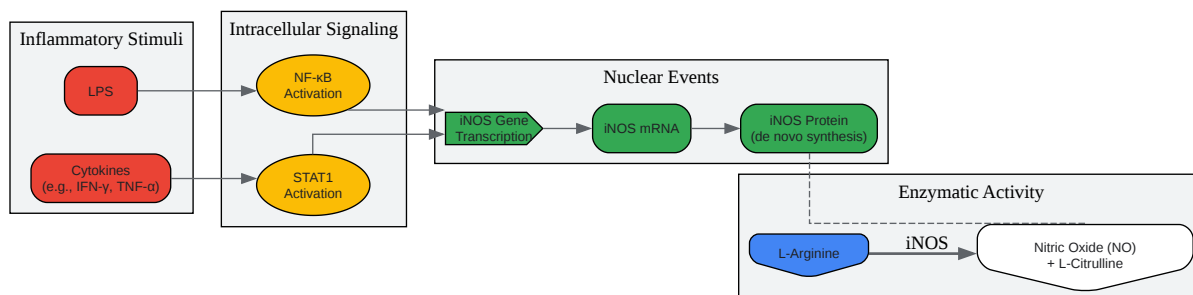 Inflammatory Stimuli
LPS
Cytokines
(e.g., IFN-γ, TNF-α)
Intracellular Signaling
NF-κB
Activation
STAT1
Activation
Nuclear Events
iNOS Gene
Transcription
iNOS mRNA
iNOS Protein
(de novo synthesis)
Enzymatic Activity
L-Arginine
iNOS
Nitric Oxide (NO)
+ L-Citrulline